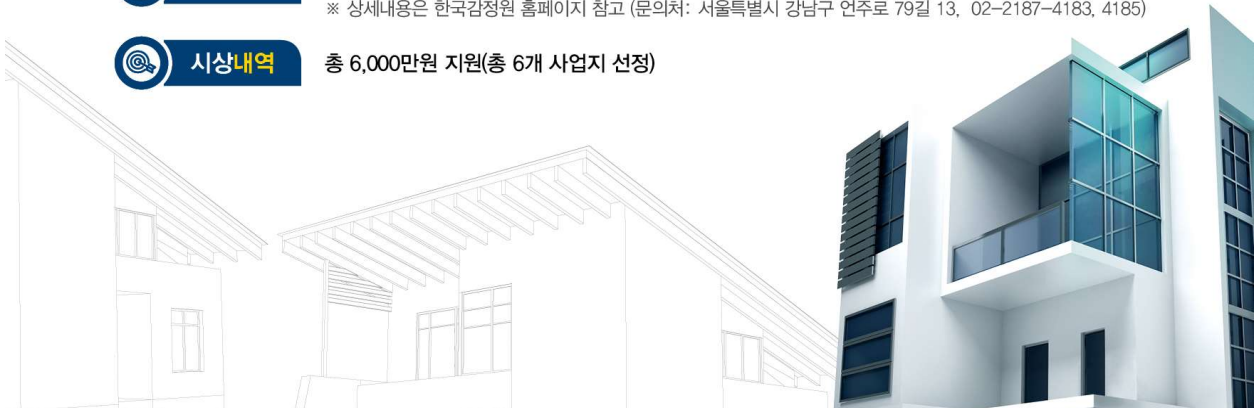 ※ 상세내용은 한국감정원 홈페이지 참고 (문의처: 서울특별시 강남구 언주로 79길 13, 02-2187-4183, 4185)
시상내역 총 6,000만원 지원(총 6개 사업지 선정)